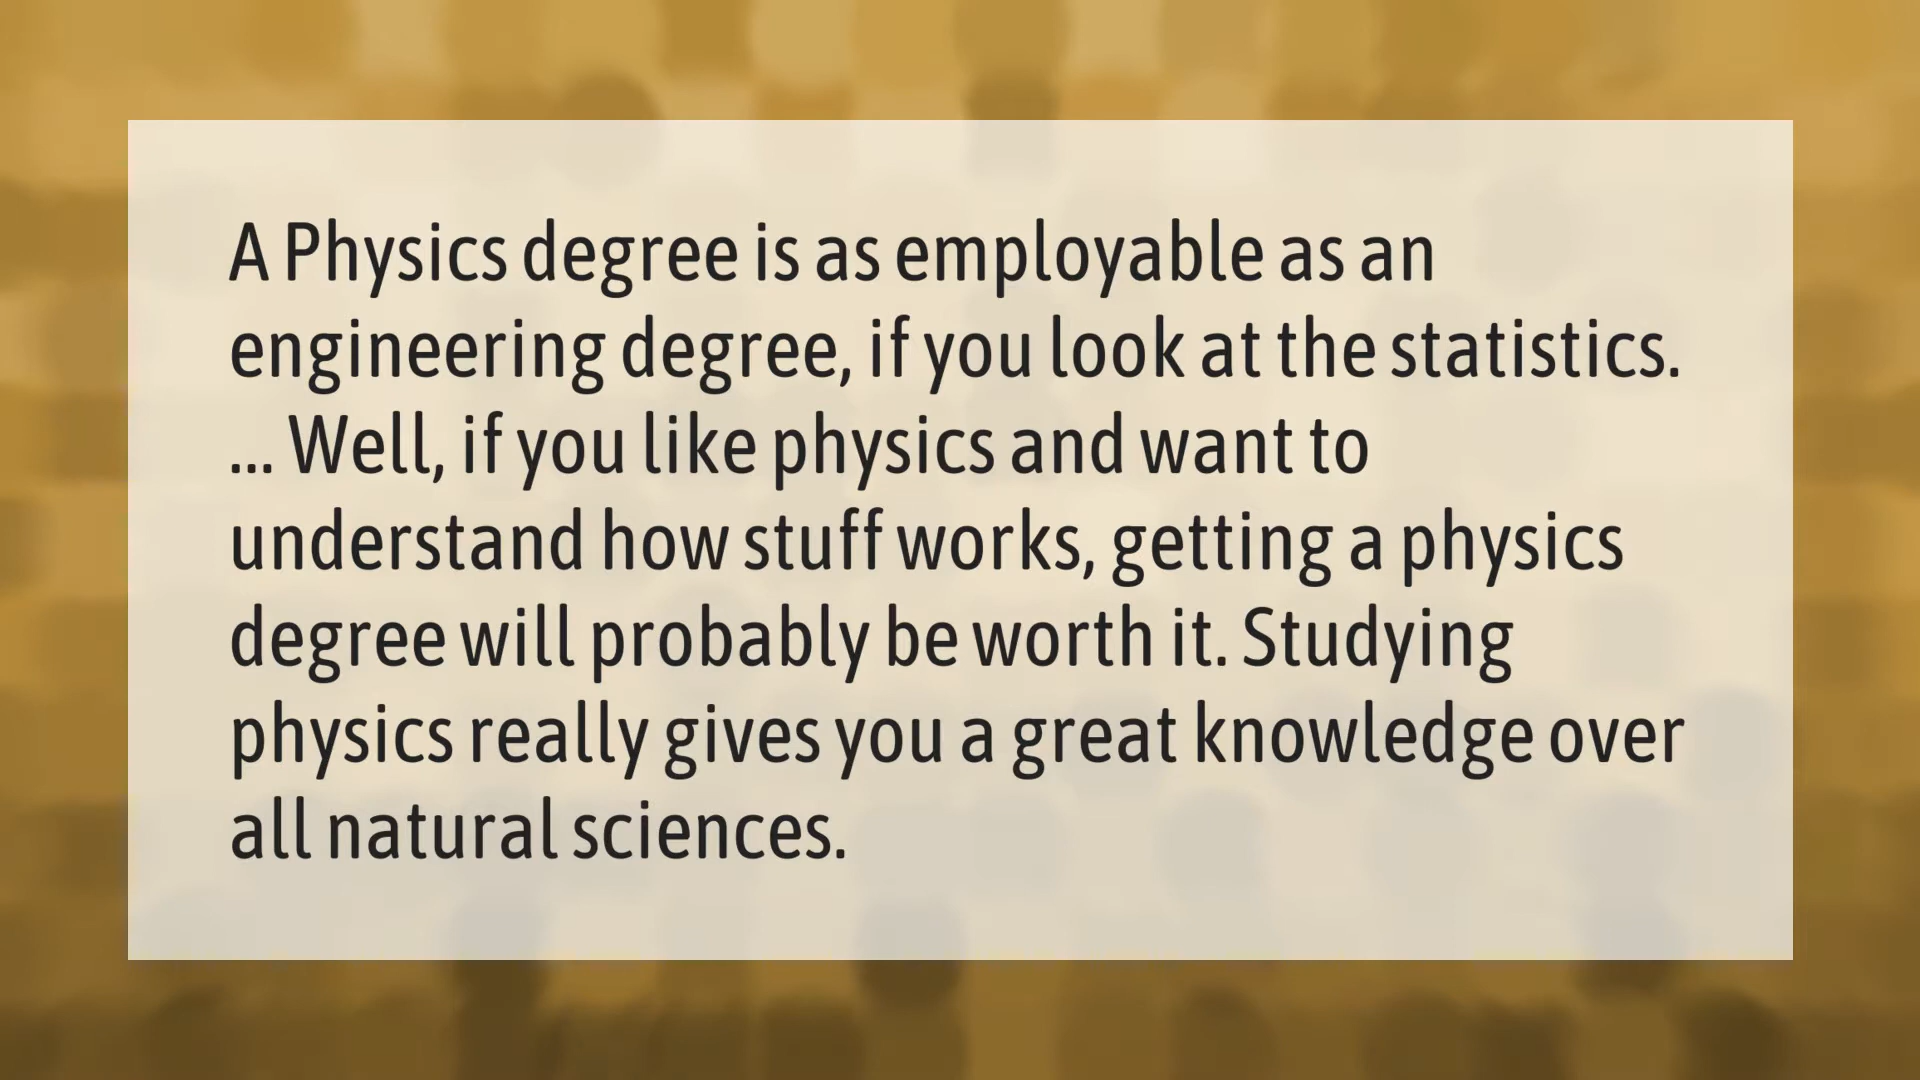 A Physics degree is as employable as an
engineering degree, if you look at the statistics.
... Well, if you like physics and want to
understand how stuff works, getting a physics
degree will probably be worth it. Studying
physics really gives you a great knowledge over
all natural sciences.